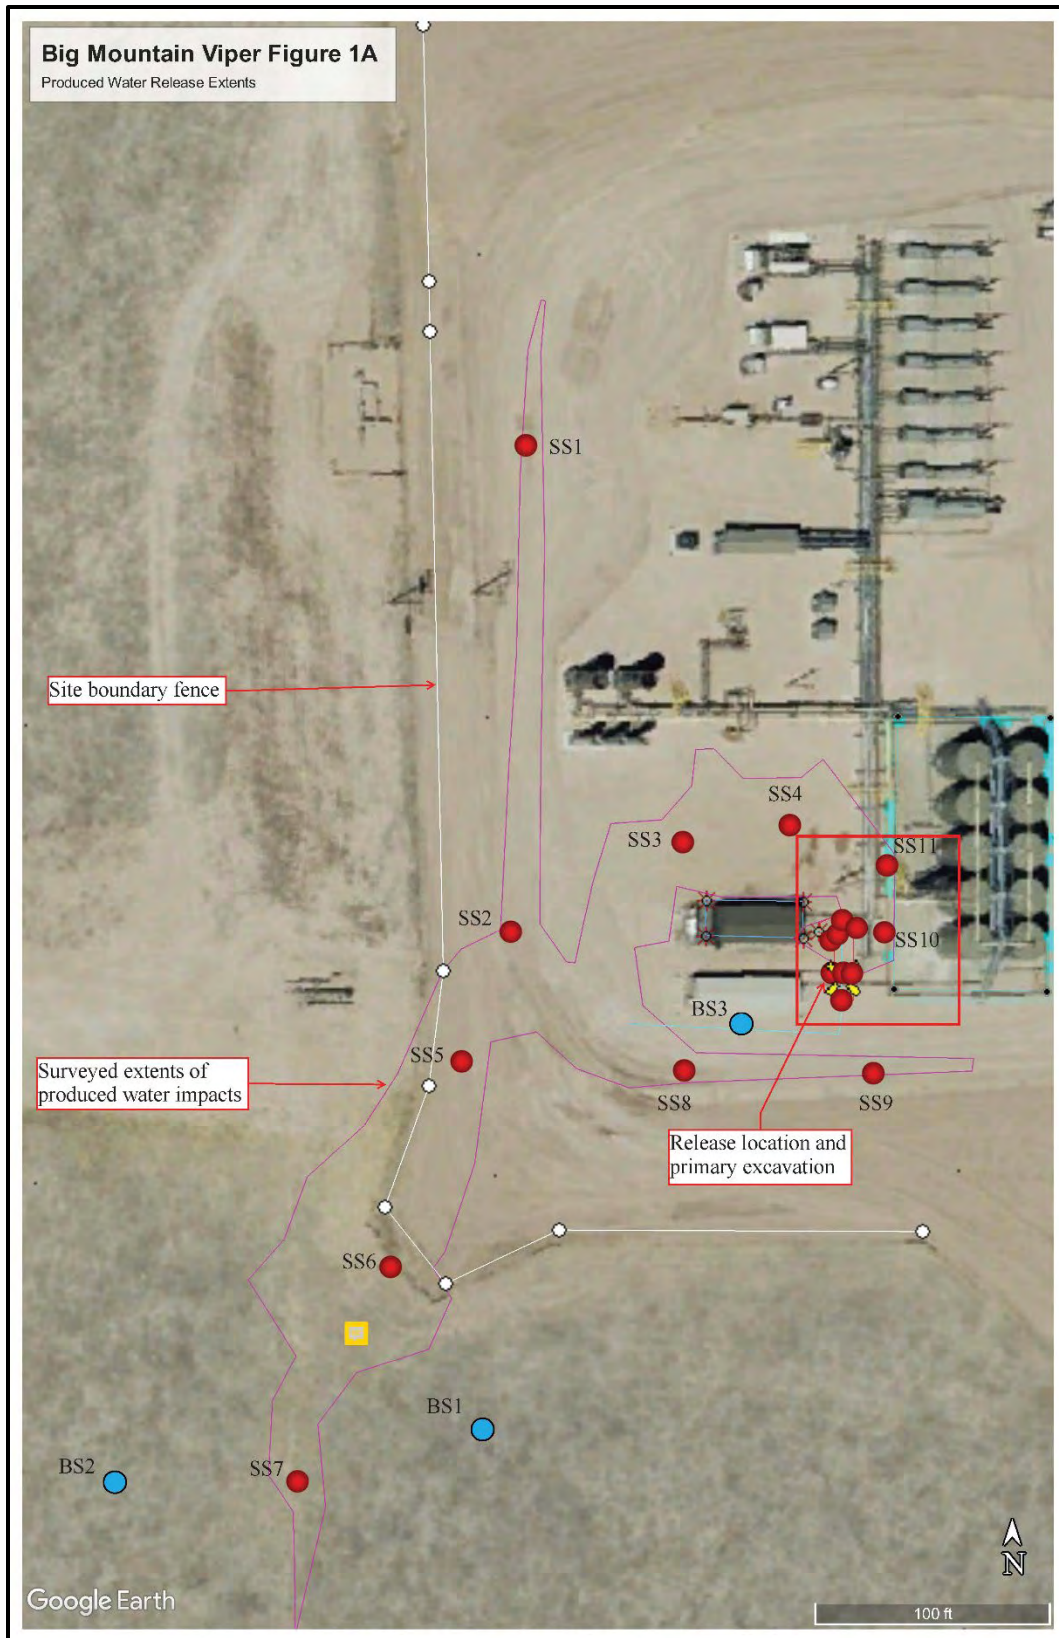 Big Mountain Viper Figure 1A
Produced Water Release Extents
SS1
Site boundary fence
SS4
SS3
SS11
SS2
SS10
BS3
SS5
Surveyed extents of
produced water impacts
SS8
SS9
Release location and
primary excavation
SS6
BS1
BS2
SS7
N
Google Earth
100 ft